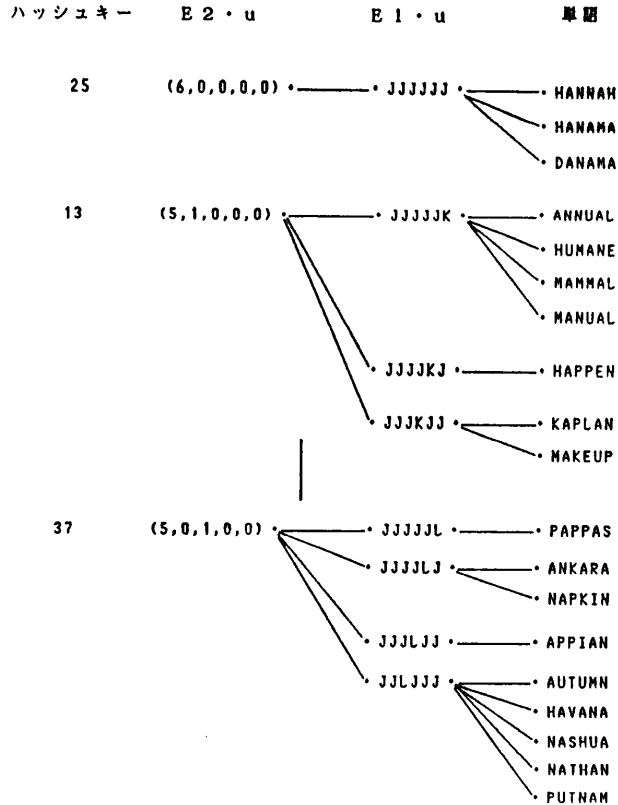 ハッシュキー E2・u E1・u 単語
25 (6,0,0,0,0) JJJJJJ HANNAH
HANAMA
DANAMA
13 (5,1,0,0,0) JJJJJK ANNUAL
HUMANE
MAMMAL
MANUAL
JJJJKJ HAPPEN
JJJKJJ KAPLAN
MAKEUP
37 (5,0,1,0,0) JJJJJL PAPPAS
JJJJLJ ANKARA
NAPKIN
JJJLJJ APPIAN
JJLJJJ AUTUMN
HAVANA
NASHUA
NATHAN
PUTNAM